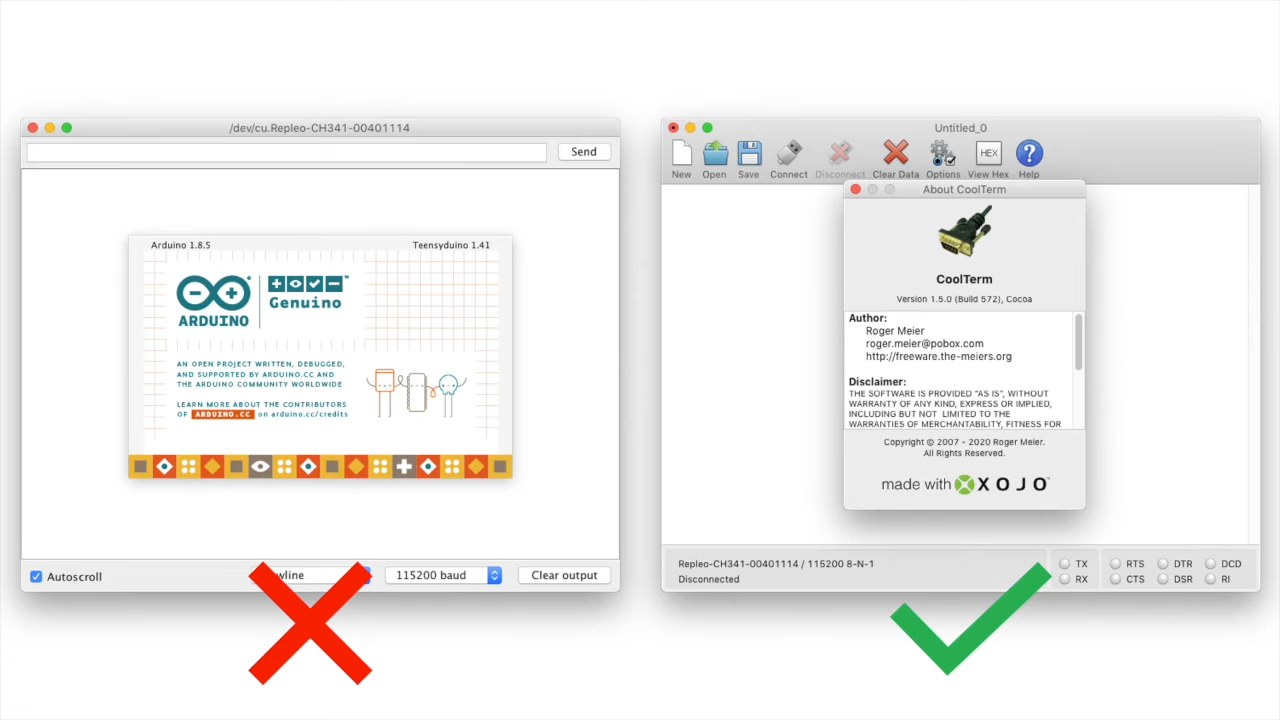 /dev/cu.Repleo-CH341-00401114
Send
Arduino 1.8.5
Teensyduino 1.41
ARDUINO
Genuino
AN OPEN PROJECT WRITTEN, DEBUGGED,
AND SUPPORTED BY ARDUINO.CC AND
THE ARDUINO COMMUNITY WORLDWIDE
LEARN MORE ABOUT THE CONTRIBUTORS
OF ARDUINO.CC on arduino.cc/credits
Autoscroll
wline
115200 baud
Clear output
Untitled_0
HEX
?
New
Open
Save
Connect
Disconnect
Clear Data
Options
View Hex
Help
About CoolTerm
CoolTerm
Version 1.5.0 (Build 572), Cocoa
Author:
Roger Meier
roger.meier@pobox.com
http://freeware.the-meiers.org
Disclaimer:
THE SOFTWARE IS PROVIDED "AS IS", WITHOUT
WARRANTY OF ANY KIND, EXPRESS OR IMPLIED,
INCLUDING BUT NOT LIMITED TO THE
WARRANTIES OF MERCHANTABILITY, FITNESS FOR
Copyright © 2007 - 2020 Roger Meier.
All Rights Reserved.
made with XOJO™
Repleo-CH341-00401114 / 115200 8-N-1
Disconnected
TX
RX
RTS
CTS
DTR
DSR
DCD
RI